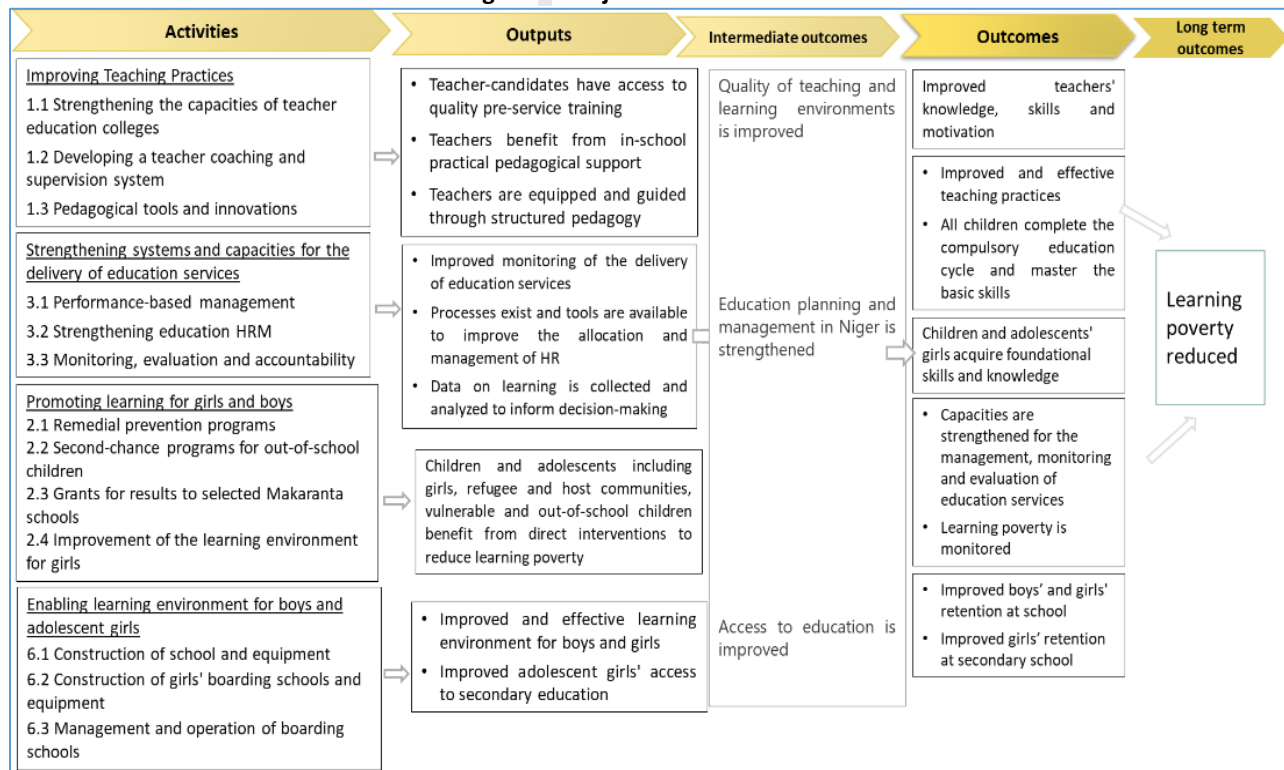 Activities
Outputs
Intermediate outcomes
Outcomes
Long term
outcomes
Improving Teaching Practices
1.1 Strengthening the capacities of teacher
education colleges
1.2 Developing a teacher coaching and
supervision system
1.3 Pedagogical tools and innovations
Strengthening systems and capacities for the
delivery of education services
3.1 Performance-based management
3.2 Strengthening education HRM
3.3 Monitoring, evaluation and accountability
Promoting learning for girls and boys
2.1 Remedial prevention programs
2.2 Second-chance programs for out-of-school
children
2.3 Grants for results to selected Makaranta
schools
2.4 Improvement of the learning environment
for girls
Enabling learning environment for boys and
adolescent girls
6.1 Construction of school and equipment
6.2 Construction of girls' boarding schools and
equipment
6.3 Management and operation of boarding
schools
• Teacher-candidates have access to
quality pre-service training
• Teachers benefit from in-school
practical pedagogical support
• Teachers are equipped and guided
through structured pedagogy
• Improved monitoring of the delivery
of education services
• Processes exist and tools are available
to improve the allocation and
management of HR
• Data on learning is collected and
analyzed to inform decision-making
Children and adolescents including
girls, refugee and host communities,
vulnerable and out-of-school children
benefit from direct interventions to
reduce learning poverty
• Improved and effective learning
environment for boys and girls
• Improved adolescent girls' access
to secondary education
Quality of teaching and
learning environments
is improved
Education planning and
management in Niger is
strengthened
Access to education is
improved
Improved teachers'
knowledge, skills and
motivation
• Improved and effective
teaching practices
• All children complete the
compulsory education
cycle and master the
basic skills
Children and adolescents'
girls acquire foundational
skills and knowledge
• Capacities are
strengthened for the
management, monitoring
and evaluation of
education services
• Learning poverty is
monitored
• Improved boys' and girls'
retention at school
• Improved girls' retention
at secondary school
Learning
poverty
reduced